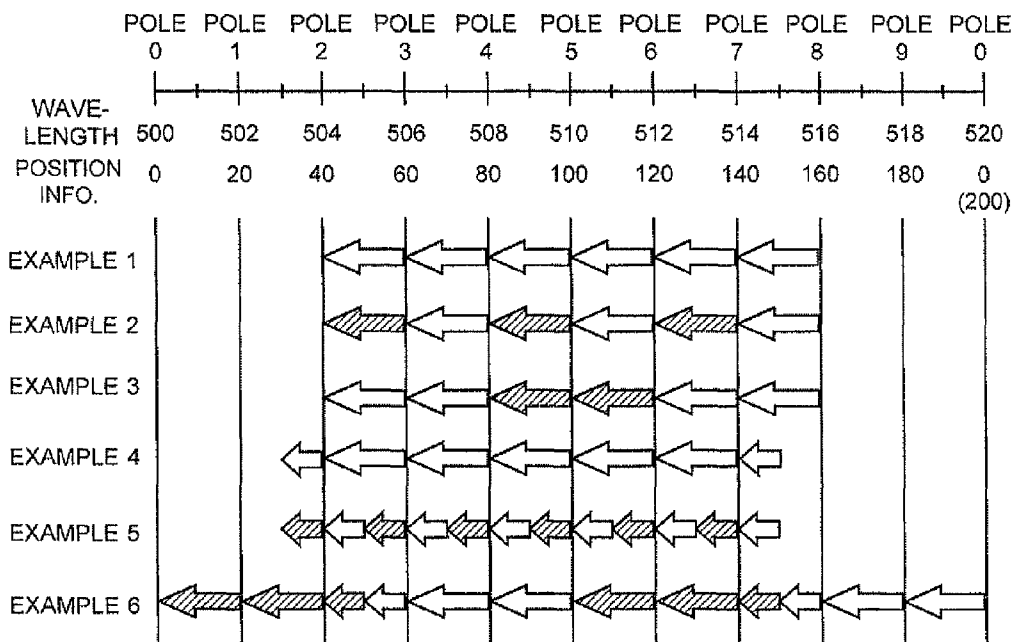 POLE POLE POLE POLE POLE POLE POLE POLE POLE POLE POLE
0 1 2 3 4 5 6 7 8 9 0
WAVE-
LENGTH 500 502 504 506 508 510 512 514 516 518 520
POSITION
INFO. 0 20 40 60 80 100 120 140 160 180 0
(200)
EXAMPLE 1
EXAMPLE 2
EXAMPLE 3
EXAMPLE 4
EXAMPLE 5
EXAMPLE 6